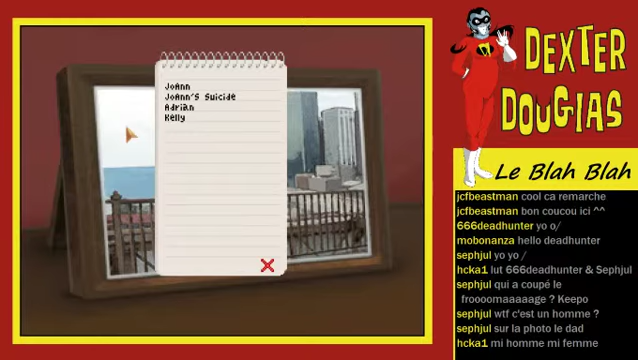 JoAnn
JoAnn'S Suicide
Adrian
Kelly
DEXTER
DOUGlAS
Le Blah Blah
jcfbeastman cool ca remarche
jcfbeastman bon coucou ici ^^
666deadhunter yo o/
mobonanza hello deadhunter
sephjul yo yo /
hcka1 lut 666deadhunter & Sephjul
sephjul qui a coupé le
froooomaaaaage ? Keepo
sephjul wtf c'est un homme ?
sephjul sur la photo le dad
hcka1 mi homme mi femme